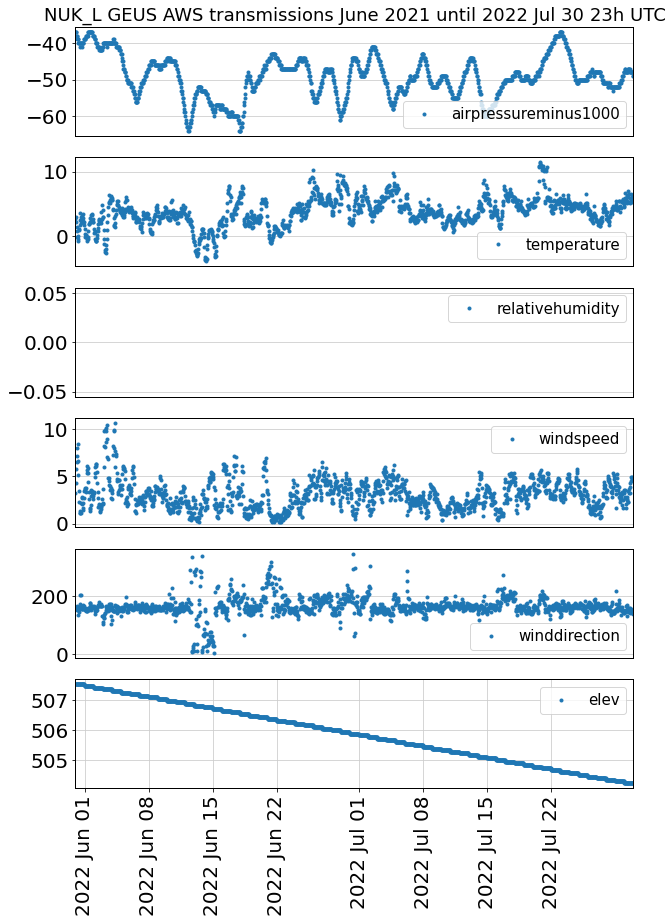 NUK_L GEUS AWS transmissions June 2021 until 2022 Jul 30 23h UTC
−40
−50
−60
airpressureminus1000
10
0
temperature
0.05
0.00
−0.05
relativehumidity
10
5
0
windspeed
200
0
winddirection
507
506
505
elev
2022 Jun 01
2022 Jun 08
2022 Jun 15
2022 Jun 22
2022 Jul 01
2022 Jul 08
2022 Jul 15
2022 Jul 22